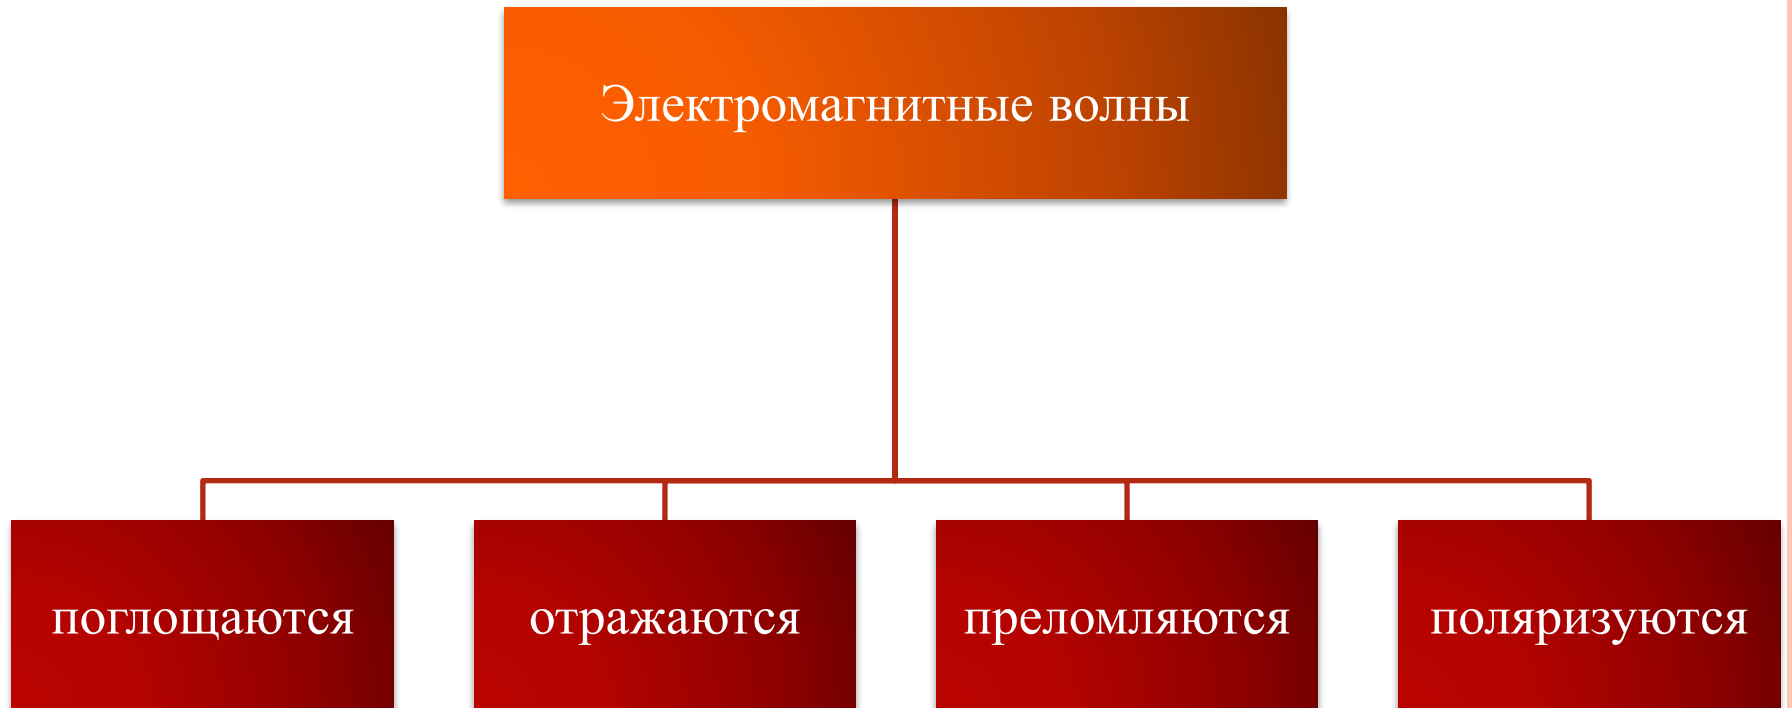 Электромагнитные волны
поглощаются
отражаются
преломляются
поляризуются